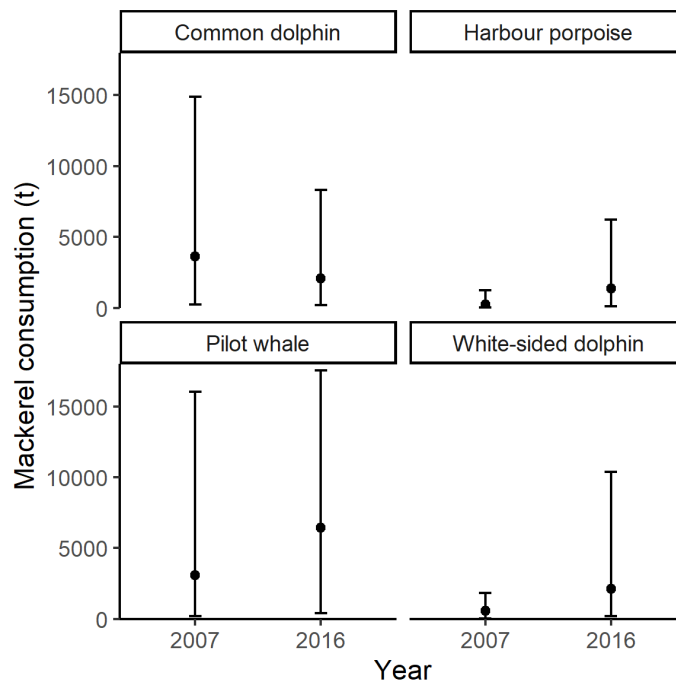 Common dolphin
Harbour porpoise
15000
10000
5000
0
Pilot whale
White-sided dolphin
15000
10000
5000
0
2007
2016
2007
2016
Year
Mackerel consumption (t)